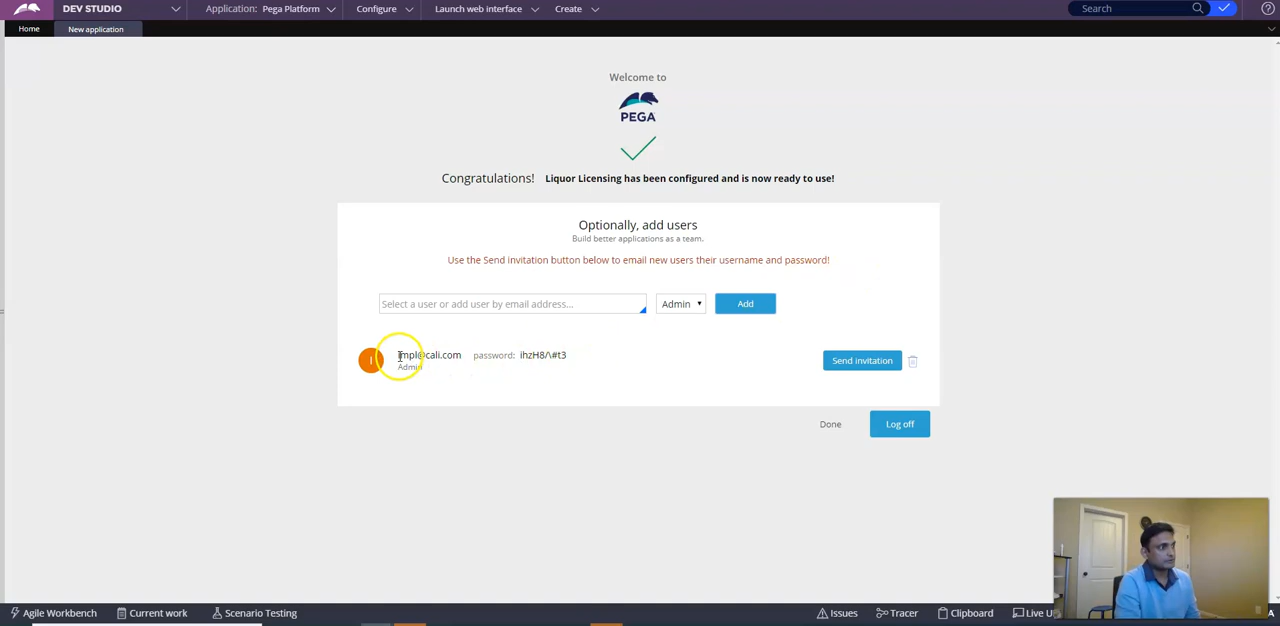 DEV STUDIO
Application: Pega Platform
Configure
Launch web interface
Create
Search
Home
New application
Welcome to
PEGA
Congratulations! Liquor Licensing has been configured and is now ready to use!
Optionally, add users
Build better applications as a team.
Use the Send invitation button below to email new users their username and password!
Select a user or add user by email address...
Admin
Add
I
Impl@cali.com password: ihzH8/\#t3
Admin
Send invitation
Done
Log off
Agile Workbench
Current work
Scenario Testing
Issues
Tracer
Clipboard
Live U
A